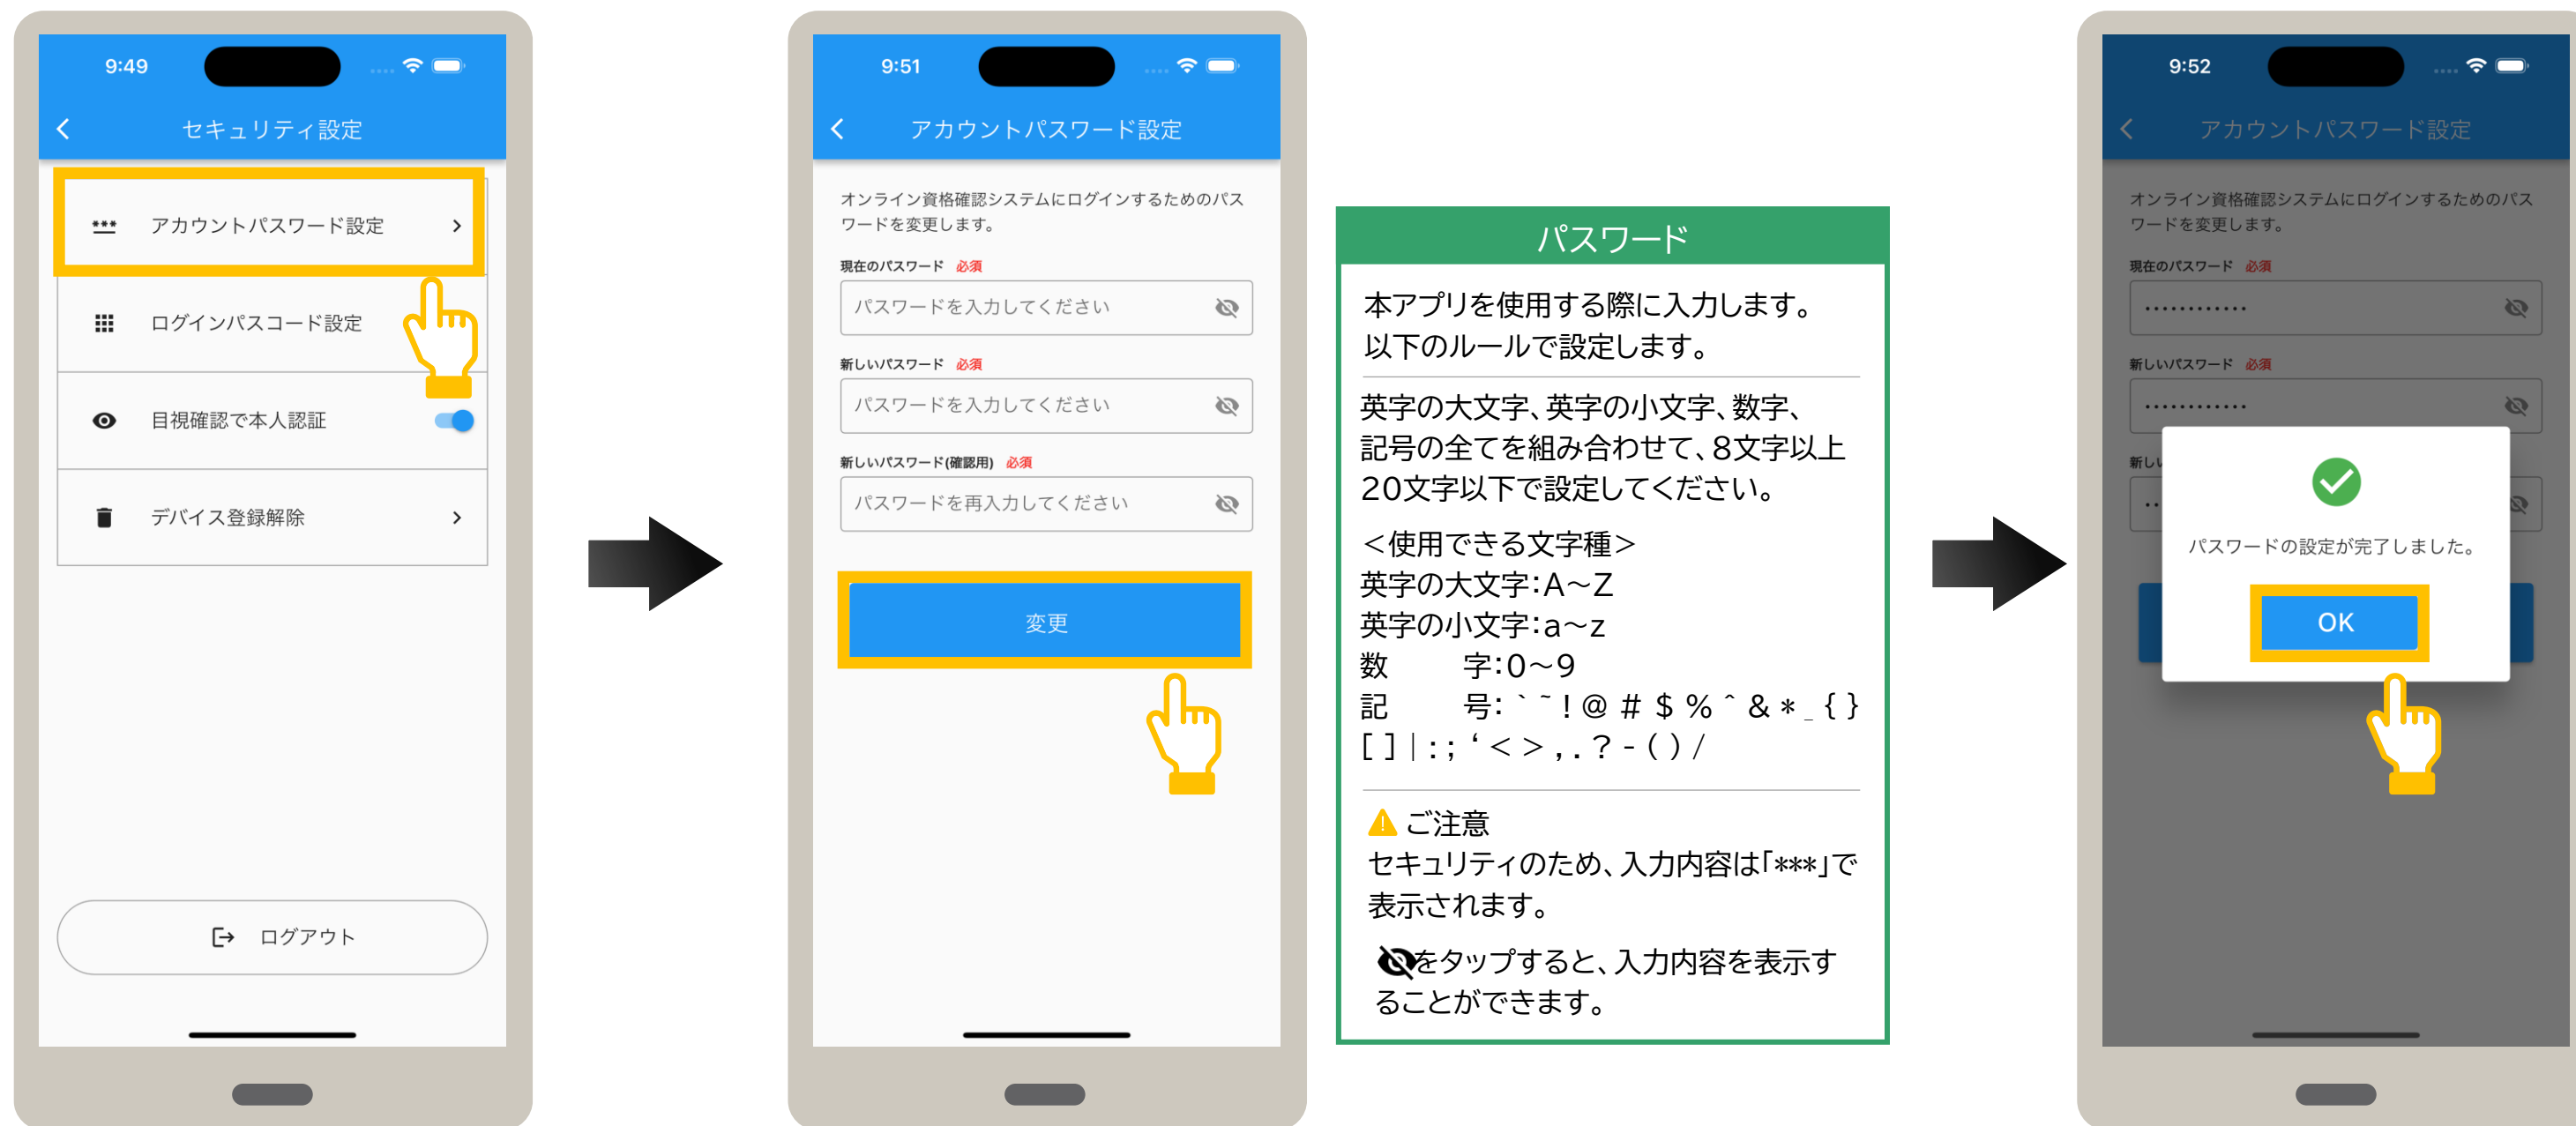 9:49
セキュリティ設定
アカウントパスワード設定
ログインパスコード設定
目視確認で本人認証
デバイス登録解除
ログアウト
9:51
アカウントパスワード設定
オンライン資格確認システムにログインするためのパス
ワードを変更します。
現在のパスワード 必須
パスワードを入力してください
新しいパスワード 必須
パスワードを入力してください
新しいパスワード(確認用) 必須
パスワードを再入力してください
変更
パスワード
本アプリを使用する際に入力します。
以下のルールで設定します。
英字の大文字、英字の小文字、数字、
記号の全てを組み合わせて、8文字以上
20文字以下で設定してください。
＜使用できる文字種＞
英字の大文字：A～Z
英字の小文字：a～z
数　　字：0～9
記　　号： ` ~ ! @ # $ % ^ & * _ { }
[ ] | : ; ‘ < > , . ? - ( ) /
ご注意
セキュリティのため、入力内容は「***」で
表示されます。
をタップすると、入力内容を表示す
ることができます。
9:52
アカウントパスワード設定
オンライン資格確認システムにログインするためのパス
ワードを変更します。
現在のパスワード 必須
••••••••••••
新しいパスワード 必須
••••••••••••
新し
パスワードの設定が完了しました。
OK